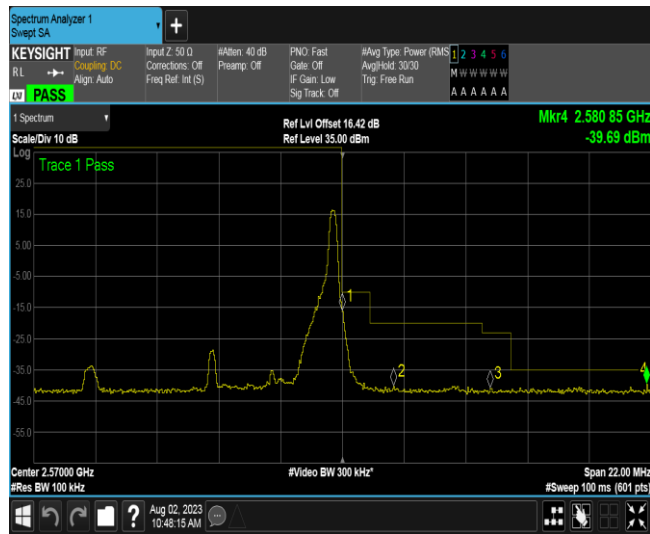 Spectrum Analyzer 1
Swept SA
KEYSIGHT
RL
LXI PASS
Input: RF
Coupling: DC
Align: Auto
Input Z: 50 Ω
Corrections: Off
Freq Ref: Int (S)
#Atten: 40 dB
Preamp: Off
PNO: Fast
Gate: Off
IF Gain: Low
Sig Track: Off
#Avg Type: Power (RMS
Avg|Hold: 30/30
Trig: Free Run
1 2 3 4 5 6
M W W W W W
A A A A A A
1 Spectrum
Scale/Div 10 dB
Ref Lvl Offset 16.42 dB
Ref Level 35.00 dBm
Mkr4 2.580 85 GHz
-39.69 dBm
Log
Trace 1 Pass
25.0
15.0
5.00
-5.00
-15.0
-25.0
-35.0
-45.0
-55.0
1
2
3
4
Center 2.57000 GHz
#Res BW 100 kHz
#Video BW 300 kHz*
Span 22.00 MHz
#Sweep 100 ms (601 pts)
?
Aug 02, 2023
10:48:15 AM